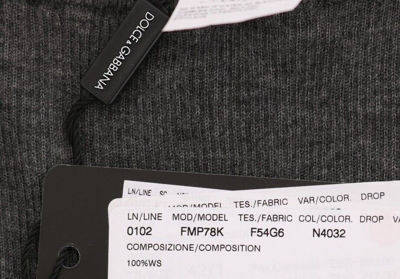 DOLCE & GABBANA
LN/LINE
MOD/MODEL TES./FABRIC VAR/COLOR. DROP
LN/LINE MOD/MODEL TES./FABRIC COL/COLOR. DROP
0102 FMP78K F54G6 N4032
COMPOSIZIONE/COMPOSITION
100%WS